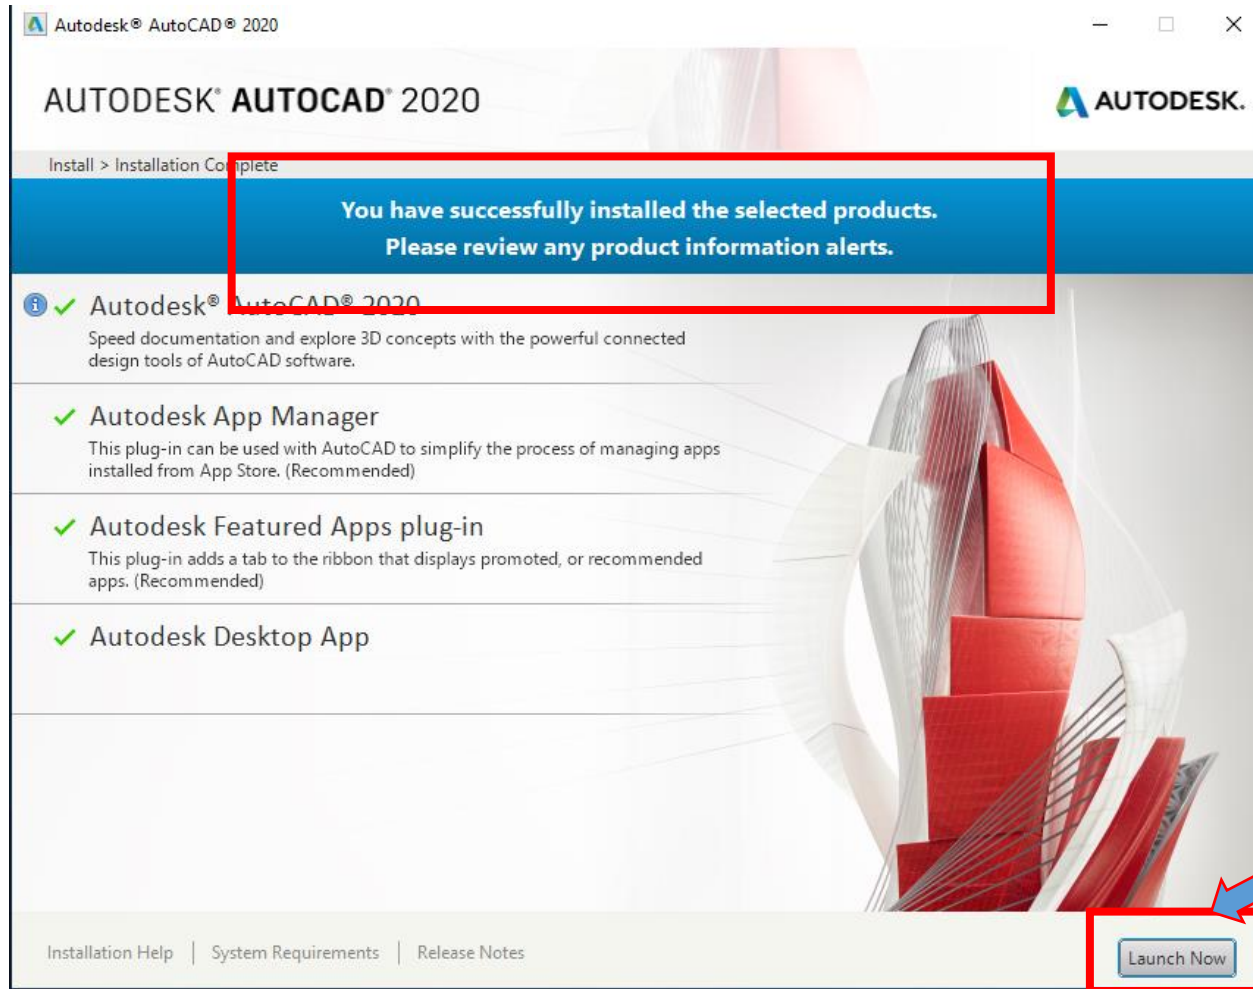 Autodesk® AutoCAD® 2020
AUTODESK® AUTOCAD® 2020
AUTODESK.
Install > Installation Complete
You have successfully installed the selected products.
Please review any product information alerts.
Autodesk® AutoCAD® 2020
Speed documentation and explore 3D concepts with the powerful connected
design tools of AutoCAD software.
Autodesk App Manager
This plug-in can be used with AutoCAD to simplify the process of managing apps
installed from App Store. (Recommended)
Autodesk Featured Apps plug-in
This plug-in adds a tab to the ribbon that displays promoted, or recommended
apps. (Recommended)
Autodesk Desktop App
Installation Help | System Requirements | Release Notes
Launch Now